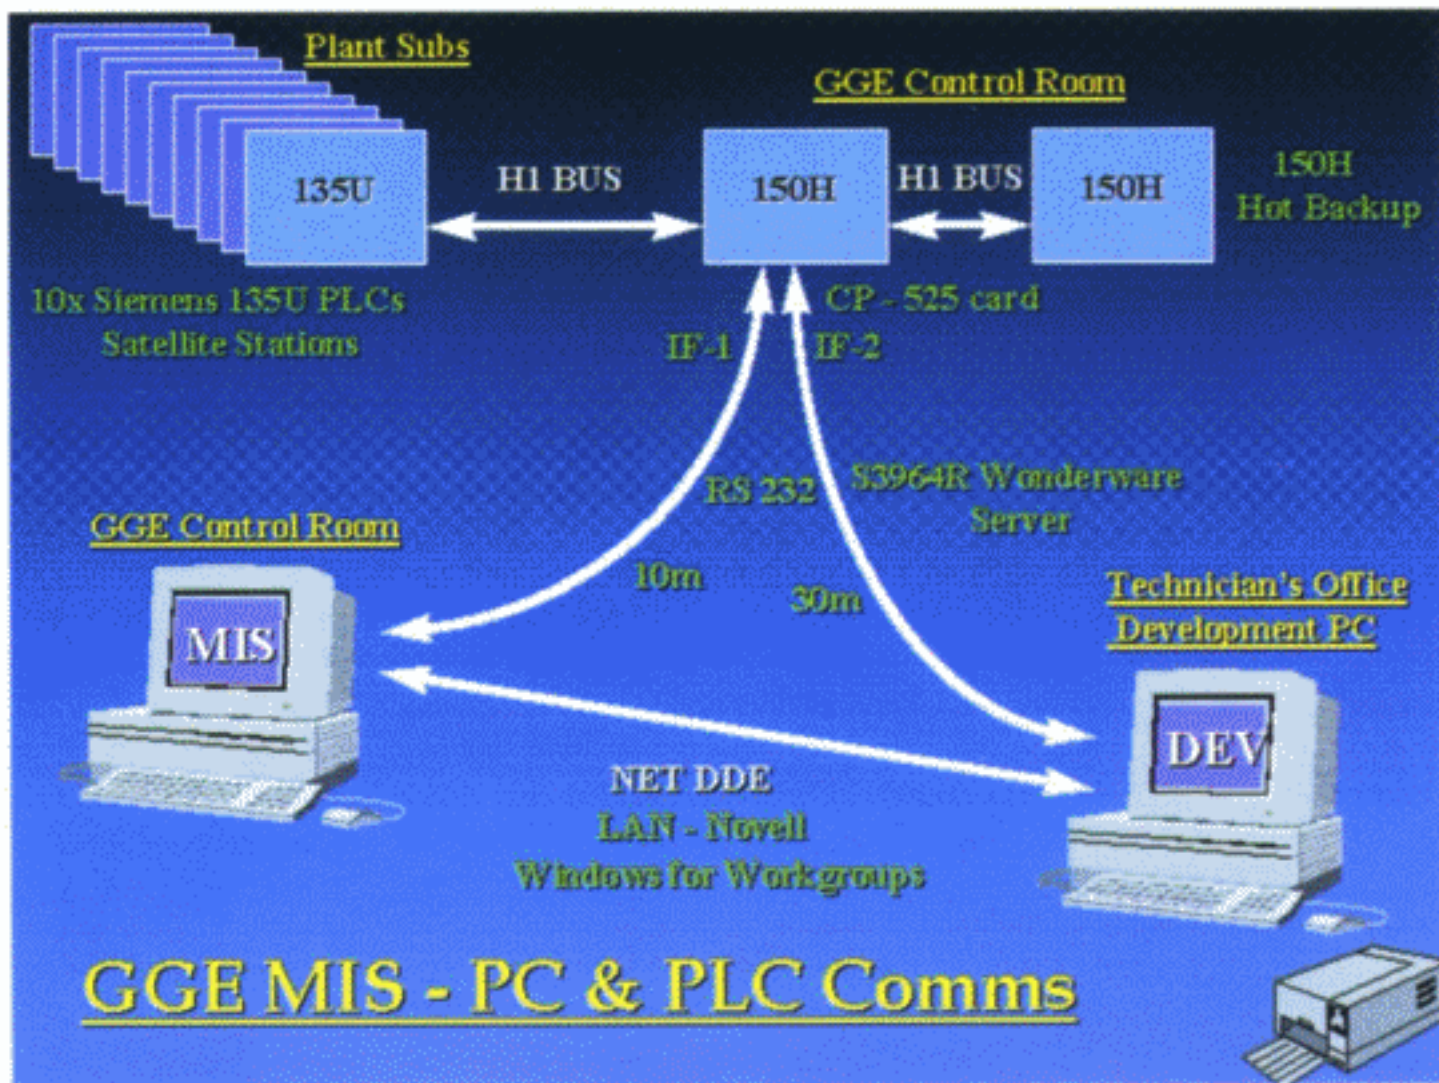 Plant Subs
GGE Control Room
135U
H1 BUS
150H
H1 BUS
150H
150H
Hot Backup
10x Siemens 135U PLCs
Satellite Stations
CP - 525 card
IF-1
IF-2
RS 232
S3964R Wonderware
Server
10m
30m
GGE Control Room
MIS
Technician's Office
Development PC
DEV
NET DDE
LAN - Novell
Windows for Workgroups
GGE MIS - PC & PLC Comms